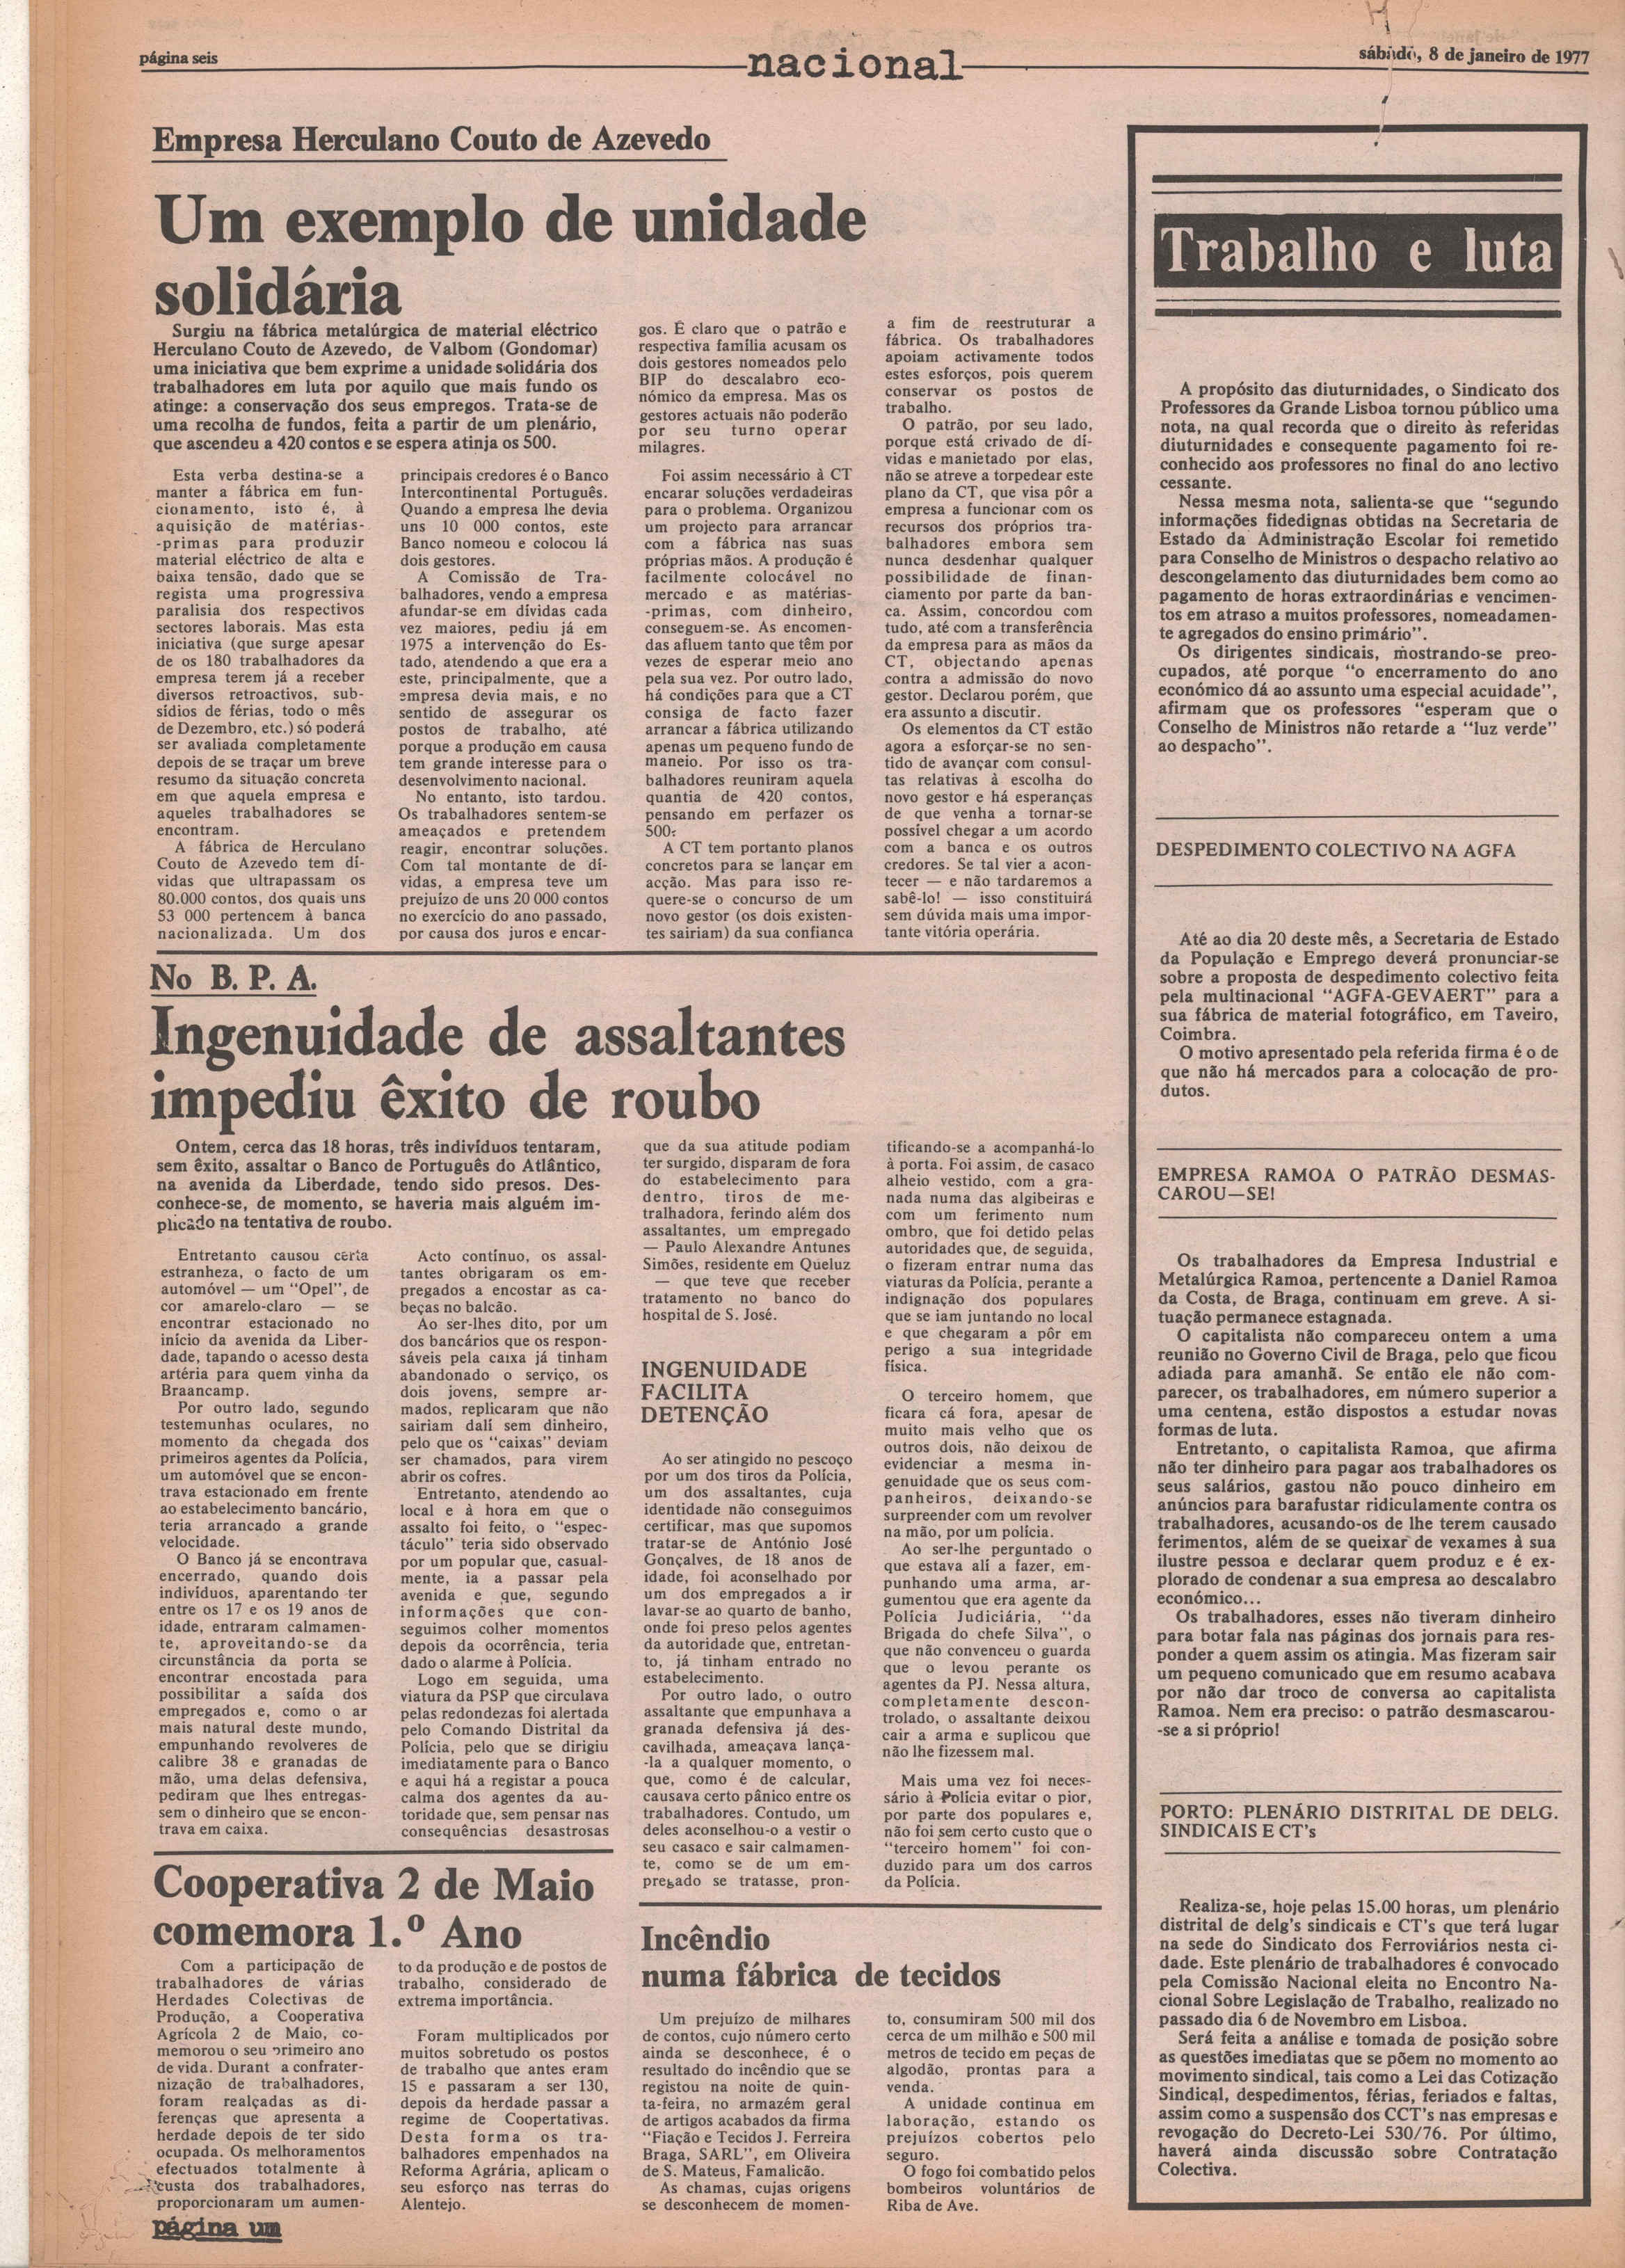 página seis
nacional
sábado, 8 de janeiro de 1977
Empresa Herculano Couto de Azevedo
Um exemplo de unidade
solidária
Surgiu na fábrica metalúrgica de material eléctrico
Herculano Couto de Azevedo, de Valbom (Gondomar)
uma iniciativa que bem exprime a unidade solidária dos
trabalhadores em luta por aquilo que mais fundo os
atinge: a conservação dos seus empregos. Trata-se de
uma recolha de fundos, feita a partir de um plenário,
que ascendeu a 420 contos e se espera atinja os 500.
Esta verba destina-se a
manter a fábrica em fun-
cionamento, isto é, à
aquisição de matérias-
-primas para produzir
material eléctrico de alta e
baixa tensão, dado que se
regista uma progressiva
paralisia dos respectivos
sectores laborais. Mas esta
iniciativa (que surge apesar
de os 180 trabalhadores da
empresa terem já a receber
diversos retroactivos, sub-
sídios de férias, todo o mês
de Dezembro, etc.) só poderá
ser avaliada completamente
depois de se traçar um breve
resumo da situação concreta
em que aquela empresa e
aqueles trabalhadores se
encontram.
A fábrica de Herculano
Couto de Azevedo tem dí-
vidas que ultrapassam os
80.000 contos, dos quais uns
53 000 pertencem à banca
nacionalizada. Um dos
principais credores é o Banco
Intercontinental Português.
Quando a empresa lhe devia
uns 10 000 contos, este
Banco nomeou e colocou lá
dois gestores.
A Comissão de Tra-
balhadores, vendo a empresa
afundar-se em dívidas cada
vez maiores, pediu já em
1975 a intervenção do Es-
tado, atendendo a que era a
este, principalmente, que a
empresa devia mais, e no
sentido de assegurar os
postos de trabalho, até
porque a produção em causa
tem grande interesse para o
desenvolvimento nacional.
No entanto, isto tardou.
Os trabalhadores sentem-se
ameaçados e pretendem
reagir, encontrar soluções.
Com tal montante de dí-
vidas, a empresa teve um
prejuízo de uns 20 000 contos
no exercício do ano passado,
por causa dos juros e encar-
gos. É claro que o patrão e
respectiva família acusam os
dois gestores nomeados pelo
BIP do descalabro eco-
nómico da empresa. Mas os
gestores actuais não poderão
por seu turno operar
milagres.
Foi assim necessário à CT
encarar soluções verdadeiras
para o problema. Organizou
um projecto para arrancar
com a fábrica nas suas
próprias mãos. A produção é
facilmente colocável no
mercado e as matérias-
-primas, com dinheiro,
conseguem-se. As encomen-
das afluem tanto que têm por
vezes de esperar meio ano
pela sua vez. Por outro lado,
há condições para que a CT
consiga de facto fazer
arrancar a fábrica utilizando
apenas um pequeno fundo de
maneio. Por isso os tra-
balhadores reuniram aquela
quantia de 420 contos,
pensando em perfazer os
500.
A CT tem portanto planos
concretos para se lançar em
acção. Mas para isso re-
quere-se o concurso de um
novo gestor (os dois existen-
tes sairiam) da sua confianca
a fim de reestruturar a
fábrica. Os trabalhadores
apoiam activamente todos
estes esforços, pois querem
conservar os postos de
trabalho.
O patrão, por seu lado,
porque está crivado de dí-
vidas e manietado por elas,
não se atreve a torpedear este
plano da CT, que visa pôr a
empresa a funcionar com os
recursos dos próprios tra-
balhadores embora sem
nunca desdenhar qualquer
possibilidade de finan-
ciamento por parte da ban-
ca. Assim, concordou com
tudo, até com a transferência
da empresa para as mãos da
CT, objectando apenas
contra a admissão do novo
gestor. Declarou porém, que
era assunto a discutir.
Os elementos da CT estão
agora a esforçar-se no sen-
tido de avançar com consul-
tas relativas à escolha do
novo gestor e há esperanças
de que venha a tornar-se
possível chegar a um acordo
com a banca e os outros
credores. Se tal vier a acon-
tecer — e não tardaremos a
sabê-lo! — isso constituirá
sem dúvida mais uma impor-
tante vitória operária.
No B. P. A.
Ingenuidade de assaltantes
impediu êxito de roubo
Ontem, cerca das 18 horas, três indivíduos tentaram,
sem êxito, assaltar o Banco de Português do Atlântico,
na avenida da Liberdade, tendo sido presos. Des-
conhece-se, de momento, se haveria mais alguém im-
plicado na tentativa de roubo.
Entretanto causou certa
estranheza, o facto de um
automóvel — um "Opel", de
cor amarelo-claro — se
encontrar estacionado no
início da avenida da Liber-
dade, tapando o acesso desta
artéria para quem vinha da
Braancamp.
Por outro lado, segundo
testemunhas oculares, no
momento da chegada dos
primeiros agentes da Polícia,
um automóvel que se encon-
trava estacionado em frente
ao estabelecimento bancário,
teria arrancado a grande
velocidade.
O Banco já se encontrava
encerrado, quando dois
indivíduos, aparentando ter
entre os 17 e os 19 anos de
idade, entraram calmamen-
te, aproveitando-se da
circunstância da porta se
encontrar encostada para
possibilitar a saída dos
empregados e, como o ar
mais natural deste mundo,
empunhando revolveres de
calibre 38 e granadas de
mão, uma delas defensiva,
pediram que lhes entregas-
sem o dinheiro que se encon-
trava em caixa.
Acto contínuo, os assal-
tantes obrigaram os em-
pregados a encostar as ca-
beças no balcão.
Ao ser-lhes dito, por um
dos bancários que os respon-
sáveis pela caixa já tinham
abandonado o serviço, os
dois jovens, sempre ar-
mados, replicaram que não
sairiam dalí sem dinheiro,
pelo que os "caixas" deviam
ser chamados, para virem
abrir os cofres.
Entretanto, atendendo ao
local e à hora em que o
assalto foi feito, o "espec-
táculo" teria sido observado
por um popular que, casual-
mente, ia a passar pela
avenida e que, segundo
informações que con-
seguimos colher momentos
depois da ocorrência, teria
dado o alarme à Polícia.
Logo em seguida, uma
viatura da PSP que circulava
pelas redondezas foi alertada
pelo Comando Distrital da
Polícia, pelo que se dirigiu
imediatamente para o Banco
e aqui há a registar a pouca
calma dos agentes da au-
toridade que, sem pensar nas
consequências desastrosas
que da sua atitude podiam
ter surgido, disparam de fora
do estabelecimento para
dentro, tiros de me-
tralhadora, ferindo além dos
assaltantes, um empregado
— Paulo Alexandre Antunes
Simões, residente em Queluz
— que teve que receber
tratamento no banco do
hospital de S. José.
INGENUIDADE
FACILITA
DETENÇÃO
Ao ser atingido no pescoço
por um dos tiros da Polícia,
um dos assaltantes, cuja
identidade não conseguimos
certificar, mas que supomos
tratar-se de António José
Gonçalves, de 18 anos de
idade, foi aconselhado por
um dos empregados a ir
lavar-se ao quarto de banho,
onde foi preso pelos agentes
da autoridade que, entretan-
to, já tinham entrado no
estabelecimento.
Por outro lado, o outro
assaltante que empunhava a
granada defensiva já des-
cavilhada, ameaçava lança-
-la a qualquer momento, o
que, como é de calcular,
causava certo pânico entre os
trabalhadores. Contudo, um
deles aconselhou-o a vestir o
seu casaco e sair calmamen-
te, como se de um em-
pregado se tratasse, pron-
tificando-se a acompanhá-lo
à porta. Foi assim, de casaco
alheio vestido, com a gra-
nada numa das algibeiras e
com um ferimento num
ombro, que foi detido pelas
autoridades que, de seguida,
o fizeram entrar numa das
viaturas da Polícia, perante a
indignação dos populares
que se iam juntando no local
e que chegaram a pôr em
perigo a sua integridade
física.
O terceiro homem, que
ficara cá fora, apesar de
muito mais velho que os
outros dois, não deixou de
evidenciar a mesma in-
genuidade que os seus com-
panheiros, deixando-se
surpreender com um revolver
na mão, por um polícia.
Ao ser-lhe perguntado o
que estava alí a fazer, em-
punhando uma arma, ar-
gumentou que era agente da
Polícia Judiciária, "da
Brigada do chefe Silva", o
que não convenceu o guarda
que o levou perante os
agentes da PJ. Nessa altura,
completamente descon-
trolado, o assaltante deixou
cair a arma e suplicou que
não lhe fizessem mal.
Mais uma vez foi neces-
sário à Polícia evitar o pior,
por parte dos populares e,
não foi sem certo custo que o
"terceiro homem" foi con-
duzido para um dos carros
da Polícia.
Cooperativa 2 de Maio
comemora 1.º Ano
Com a participação de
trabalhadores de várias
Herdades Colectivas de
Produção, a Cooperativa
Agrícola 2 de Maio, co-
memorou o seu primeiro ano
de vida. Durant a confrater-
nização de trabalhadores,
foram realçadas as di-
ferenças que apresenta a
herdade depois de ter sido
ocupada. Os melhoramentos
efectuados totalmente à
custa dos trabalhadores,
proporcionaram um aumen-
to da produção e de postos de
trabalho, considerado de
extrema importância.
Foram multiplicados por
muitos sobretudo os postos
de trabalho que antes eram
15 e passaram a ser 130,
depois da herdade passar a
regime de Coopertativas.
Desta forma os tra-
balhadores empenhados na
Reforma Agrária, aplicam o
seu esforço nas terras do
Alentejo.
Incêndio
numa fábrica de tecidos
Um prejuízo de milhares
de contos, cujo número certo
ainda se desconhece, é o
resultado do incêndio que se
registou na noite de quin-
ta-feira, no armazém geral
de artigos acabados da firma
"Fiação e Tecidos J. Ferreira
Braga, SARL", em Oliveira
de S. Mateus, Famalicão.
As chamas, cujas origens
se desconhecem de momen-
to, consumiram 500 mil dos
cerca de um milhão e 500 mil
metros de tecido em peças de
algodão, prontas para a
venda.
A unidade continua em
laboração, estando os
prejuízos cobertos pelo
seguro.
O fogo foi combatido pelos
bombeiros voluntários de
Riba de Ave.
Trabalho e luta
A propósito das diuturnidades, o Sindicato dos
Professores da Grande Lisboa tornou público uma
nota, na qual recorda que o direito às referidas
diuturnidades e consequente pagamento foi re-
conhecido aos professores no final do ano lectivo
cessante.
Nessa mesma nota, salienta-se que "segundo
informações fidedignas obtidas na Secretaria de
Estado da Administração Escolar foi remetido
para Conselho de Ministros o despacho relativo ao
descongelamento das diuturnidades bem como ao
pagamento de horas extraordinárias e vencimen-
tos em atraso a muitos professores, nomeadamen-
te agregados do ensino primário".
Os dirigentes sindicais, mostrando-se preo-
cupados, até porque "o encerramento do ano
económico dá ao assunto uma especial acuidade",
afirmam que os professores "esperam que o
Conselho de Ministros não retarde a "luz verde"
ao despacho".
DESPEDIMENTO COLECTIVO NA AGFA
Até ao dia 20 deste mês, a Secretaria de Estado
da População e Emprego deverá pronunciar-se
sobre a proposta de despedimento colectivo feita
pela multinacional "AGFA-GEVAERT" para a
sua fábrica de material fotográfico, em Taveiro,
Coimbra.
O motivo apresentado pela referida firma é o de
que não há mercados para a colocação de pro-
dutos.
EMPRESA RAMOA O PATRÃO DESMAS-
CAROU—SE!
Os trabalhadores da Empresa Industrial e
Metalúrgica Ramoa, pertencente a Daniel Ramoa
da Costa, de Braga, continuam em greve. A si-
tuação permanece estagnada.
O capitalista não compareceu ontem a uma
reunião no Governo Civil de Braga, pelo que ficou
adiada para amanhã. Se então ele não com-
parecer, os trabalhadores, em número superior a
uma centena, estão dispostos a estudar novas
formas de luta.
Entretanto, o capitalista Ramoa, que afirma
não ter dinheiro para pagar aos trabalhadores os
seus salários, gastou não pouco dinheiro em
anúncios para barafustar ridiculamente contra os
trabalhadores, acusando-os de lhe terem causado
ferimentos, além de se queixar de vexames à sua
ilustre pessoa e declarar quem produz e é ex-
plorado de condenar a sua empresa ao descalabro
económico...
Os trabalhadores, esses não tiveram dinheiro
para botar fala nas páginas dos jornais para res-
ponder a quem assim os atingia. Mas fizeram sair
um pequeno comunicado que em resumo acabava
por não dar troco de conversa ao capitalista
Ramoa. Nem era preciso: o patrão desmascarou-
-se a si próprio!
PORTO: PLENÁRIO DISTRITAL DE DELG.
SINDICAIS E CT's
Realiza-se, hoje pelas 15.00 horas, um plenário
distrital de delg's sindicais e CT's que terá lugar
na sede do Sindicato dos Ferroviários nesta ci-
dade. Este plenário de trabalhadores é convocado
pela Comissão Nacional eleita no Encontro Na-
cional Sobre Legislação de Trabalho, realizado no
passado dia 6 de Novembro em Lisboa.
Será feita a análise e tomada de posição sobre
as questões imediatas que se põem no momento ao
movimento sindical, tais como a Lei das Cotização
Sindical, despedimentos, férias, feriados e faltas,
assim como a suspensão dos CCT's nas empresas e
revogação do Decreto-Lei 530/76. Por último,
haverá ainda discussão sobre Contratação
Colectiva.
página um